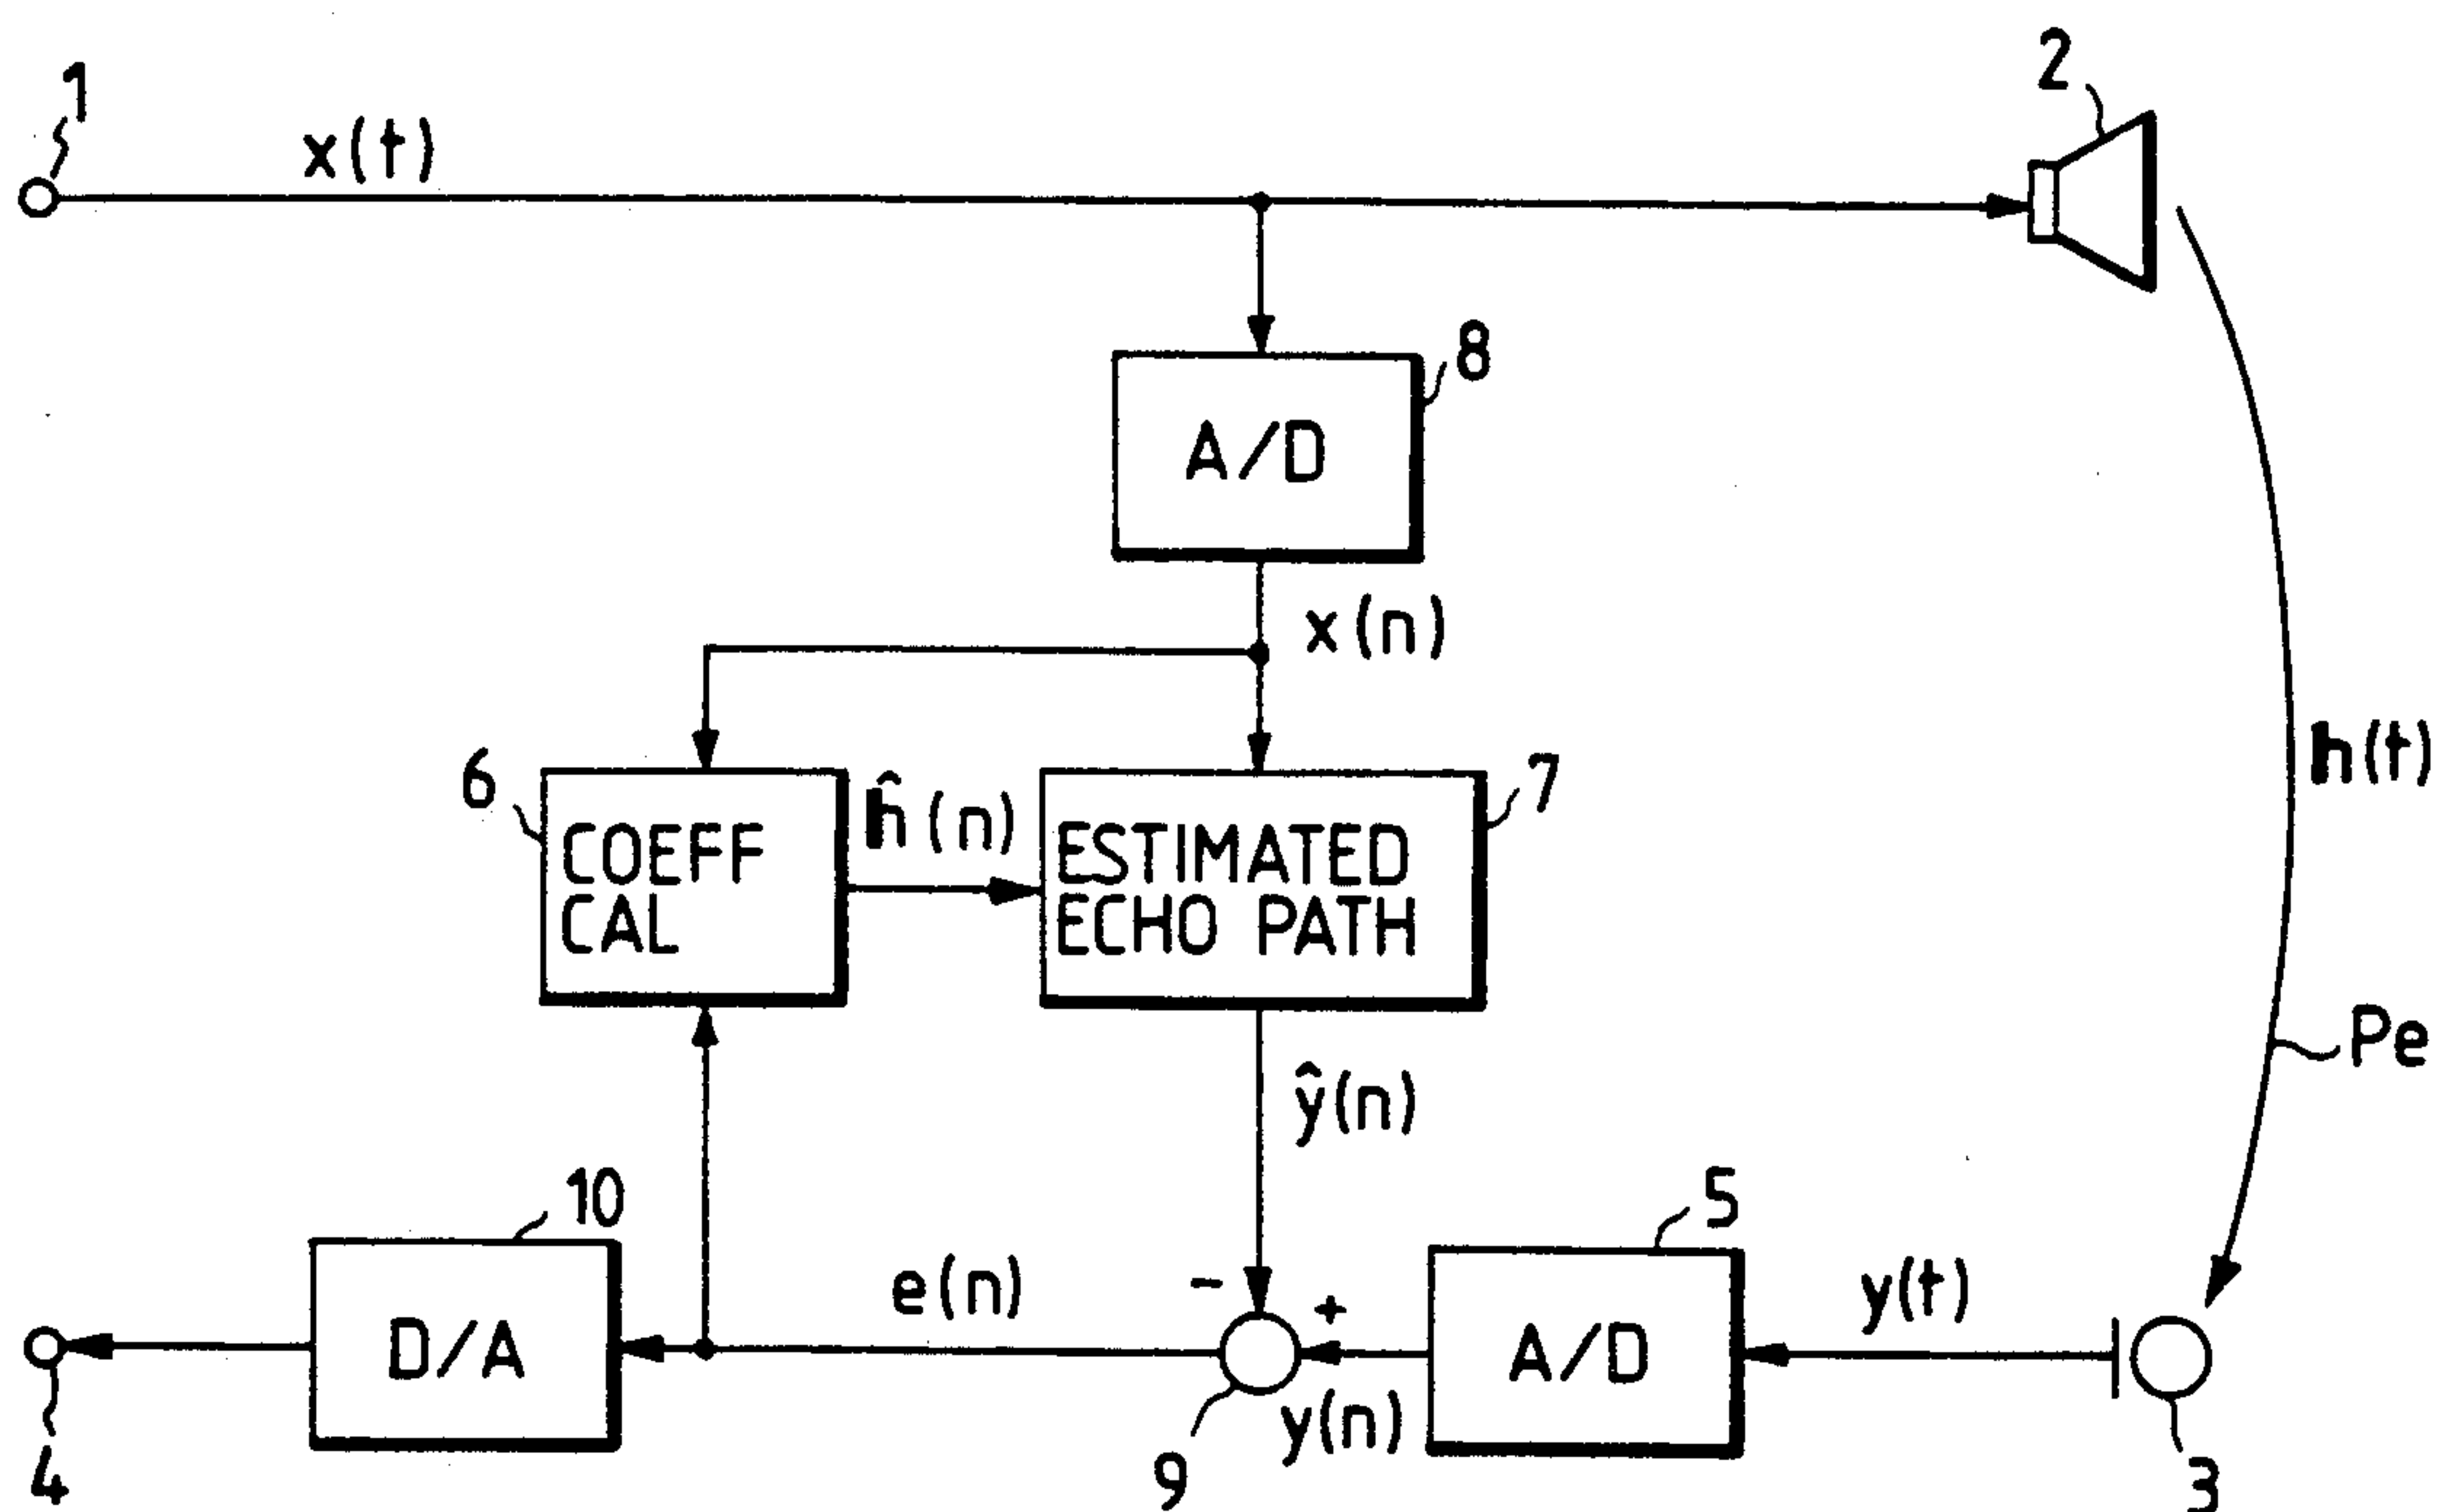 1
x(t)
2
8
A/D
x(n)
6
COEFF
CAL
ĥ(n)
7
ESTIMATED
ECHO PATH
h(t)
Pe
ŷ(n)
10
D/A
e(n)
-
+
5
A/D
y(t)
y(n)
4
9
3